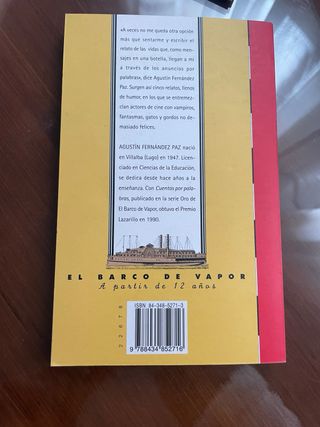 «A veces no me queda otra opción
más que sentarme y escribir el
relato de las vidas que, como men-
sajes en una botella, llegan a mí
a través de los anuncios por
palabras», dice Agustín Fernández
Paz. Surgen así cinco relatos, llenos
de humor, en los que se entremez-
clan actores de cine con vampiros,
fantasmas, gatos y gordos no de-
masiado felices.
AGUSTÍN FERNÁNDEZ PAZ nació
en Villalba (Lugo) en 1947. Licen-
ciado en Ciencias de la Educación,
se dedica desde hace años a la
enseñanza. Con Cuentos por pala-
bras, publicado en la serie Oro de
El Barco de Vapor, obtuvo el Premio
Lazarillo en 1990.
EL BARCO DE VAPOR
A partir de 12 años
ISBN 84-348-5271-3
9 788434 852716